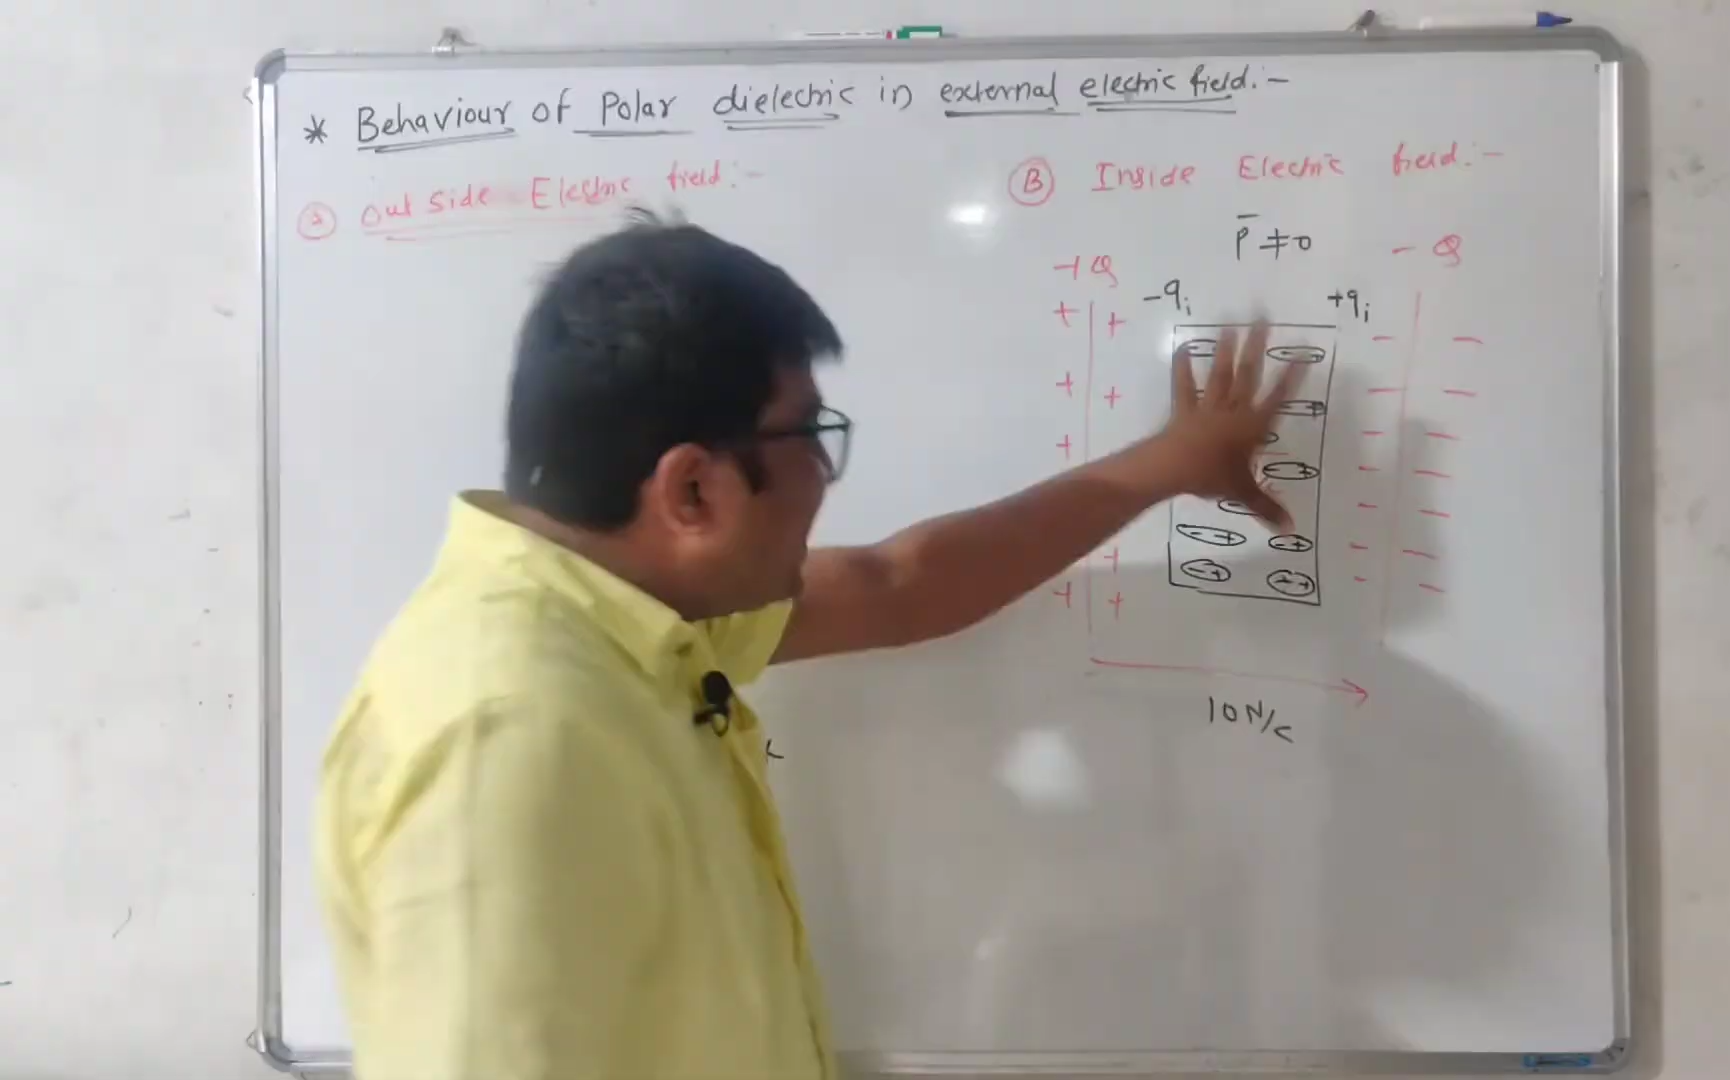 * Behaviour of Polar dielectric in external electric field:-
Out Side Electric field:-
B Inside Electric field:-
P̄ ≠ 0
+Q
- Q
-qi
+qi
10 N/C